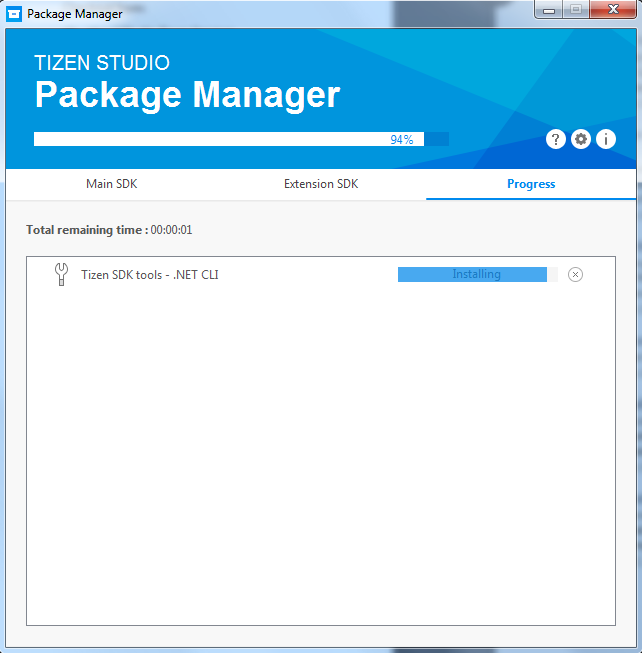 Package Manager
TIZEN STUDIO
Package Manager
94%
? i
Main SDK Extension SDK Progress
Total remaining time : 00:00:01
Tizen SDK tools - .NET CLI Installing